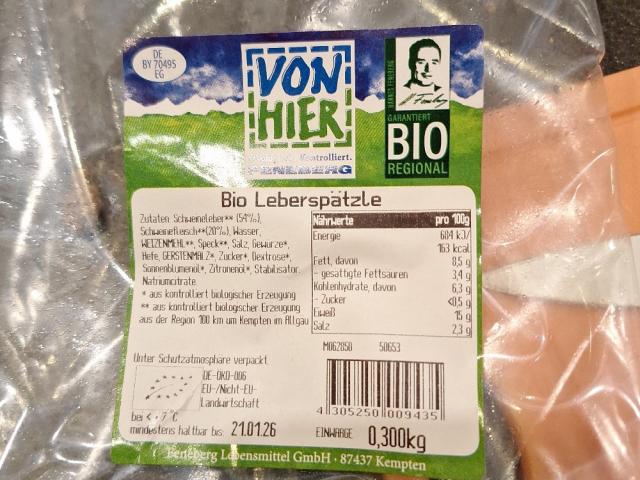 DE
BY 70495
EG
VON
HIER
Kontrolliert.
FENEBERG
GARANTIERT
BIO
REGIONAL
Bio Leberspätzle
Zutaten: Schweineleber** (54%),
Schweinefleisch**(20%), Wasser,
WEIZENMEHL**, Speck**, Salz, Gewürze*,
Hefe, GERSTENMALZ*, Zucker*, Dextrose*,
Sonnenblumenöl*, Zitronenöl*, Stabilisator:
Natriumcitrate.
* aus kontrolliert biologischer Erzeugung
** aus kontrolliert biologischer Erzeugung
aus der Region 100 km um Kempten im Allgäu
Nährwerte pro 100g
Energie 684 kJ/
163 kcal
Fett, davon 8,5 g
- gesättigte Fettsäuren 3,4 g
Kohlenhydrate, davon 6,3 g
- Zucker <0,5 g
Eiweiß 15 g
Salz 2,3 g
M062850 50653
Unter Schutzatmosphäre verpackt
DE-ÖKO-006
EU-/Nicht-EU-
Landwirtschaft
bei < + 7°C
mindestens haltbar bis: 21.01.26
4 305250 009435
EINWAAGE 0,300kg
Feneberg Lebensmittel GmbH · 87437 Kempten